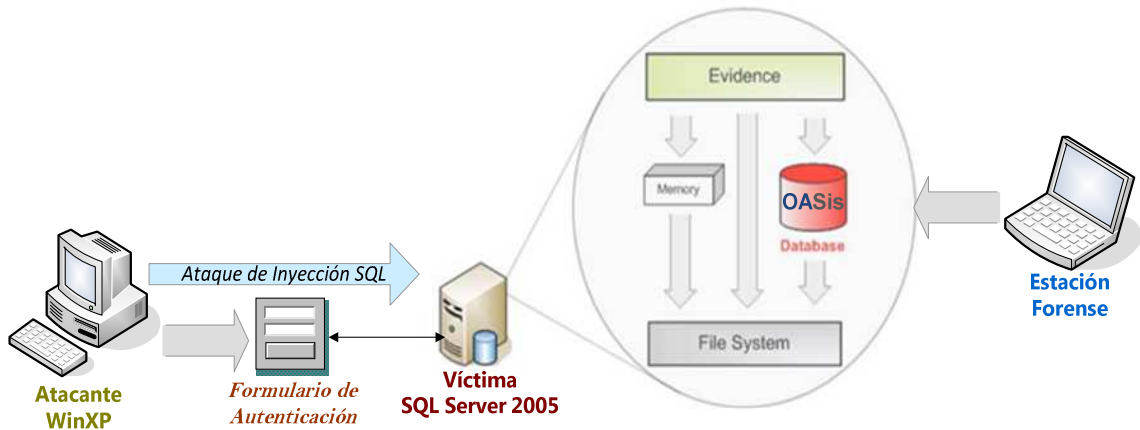 Evidence
Memory
OASis
Database
File System
Ataque de Inyección SQL
Atacante
WinXP
Formulario de
Autenticación
Víctima
SQL Server 2005
Estación
Forense